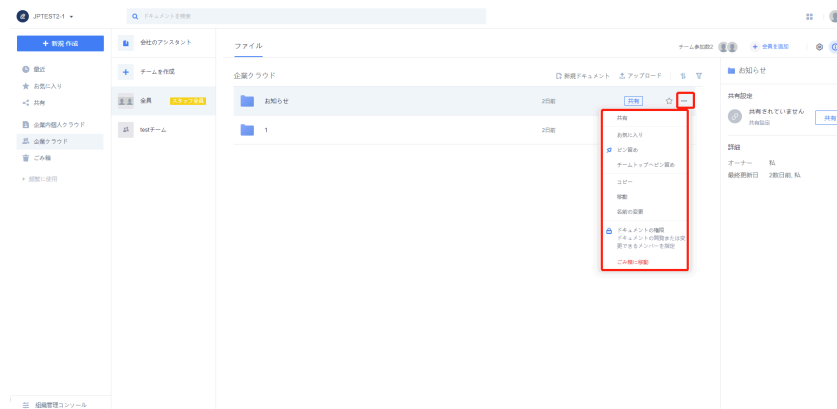 JPTEST2-1
ドキュメントを検索
+ 新規 作成
最近
お気に入り
共有
企業内個人クラウド
企業クラウド
ごみ箱
組織管理コンソール
会社のアシスタント
チームを作成
全員
testチーム
ファイル
企業クラウド
新規ドキュメント
アップロード
お知らせ
2日前
共有
1
2日前
共有
お気に入り
ピン留め
チームトップへピン留め
コピー
移動
名前の変更
ドキュメントの権限
ドキュメントの閲覧または変
更できるメンバーを指定
ごみ箱に移動
+ 全員を追加
お知らせ
共有設定
共有されていません
共有設定
共有
詳細
オーナー 私
最終更新日 2数日前, 私